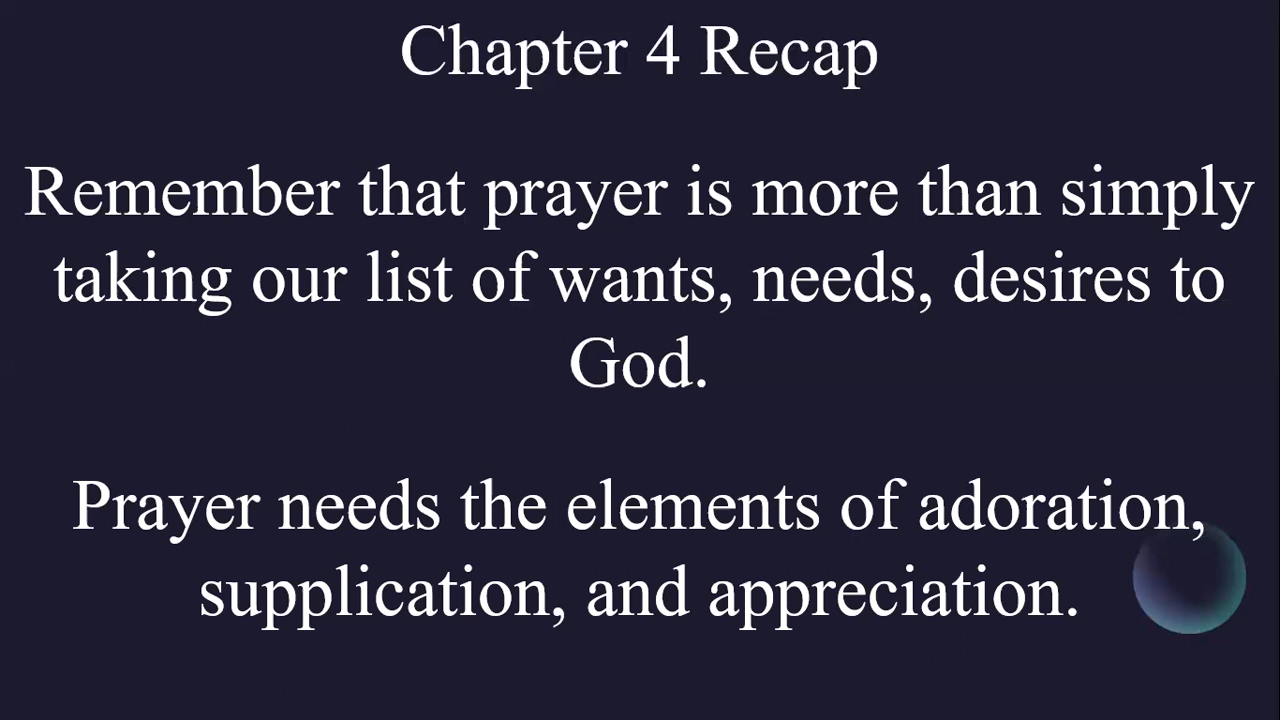 Chapter 4 Recap
Remember that prayer is more than simply
taking our list of wants, needs, desires to
God.
Prayer needs the elements of adoration,
supplication, and appreciation.